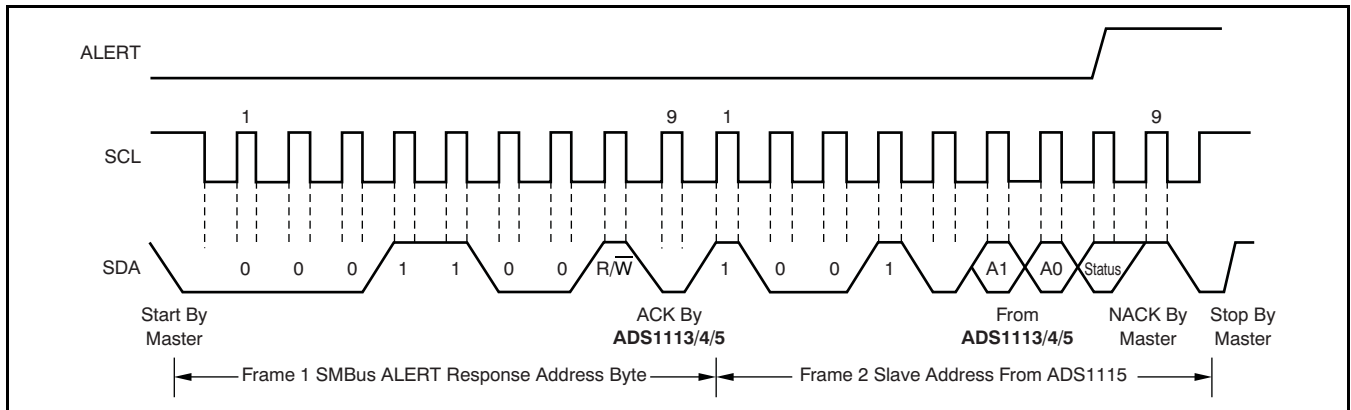 ALERT
1 9 1 9
SCL
SDA 0 0 0 1 1 0 0 R/W 1 0 0 1 A1 A0 Status
Start By
Master
ACK By
ADS1113/4/5
From
ADS1113/4/5
NACK By
Master
Stop By
Master
Frame 1 SMBus ALERT Response Address Byte
Frame 2 Slave Address From ADS1115